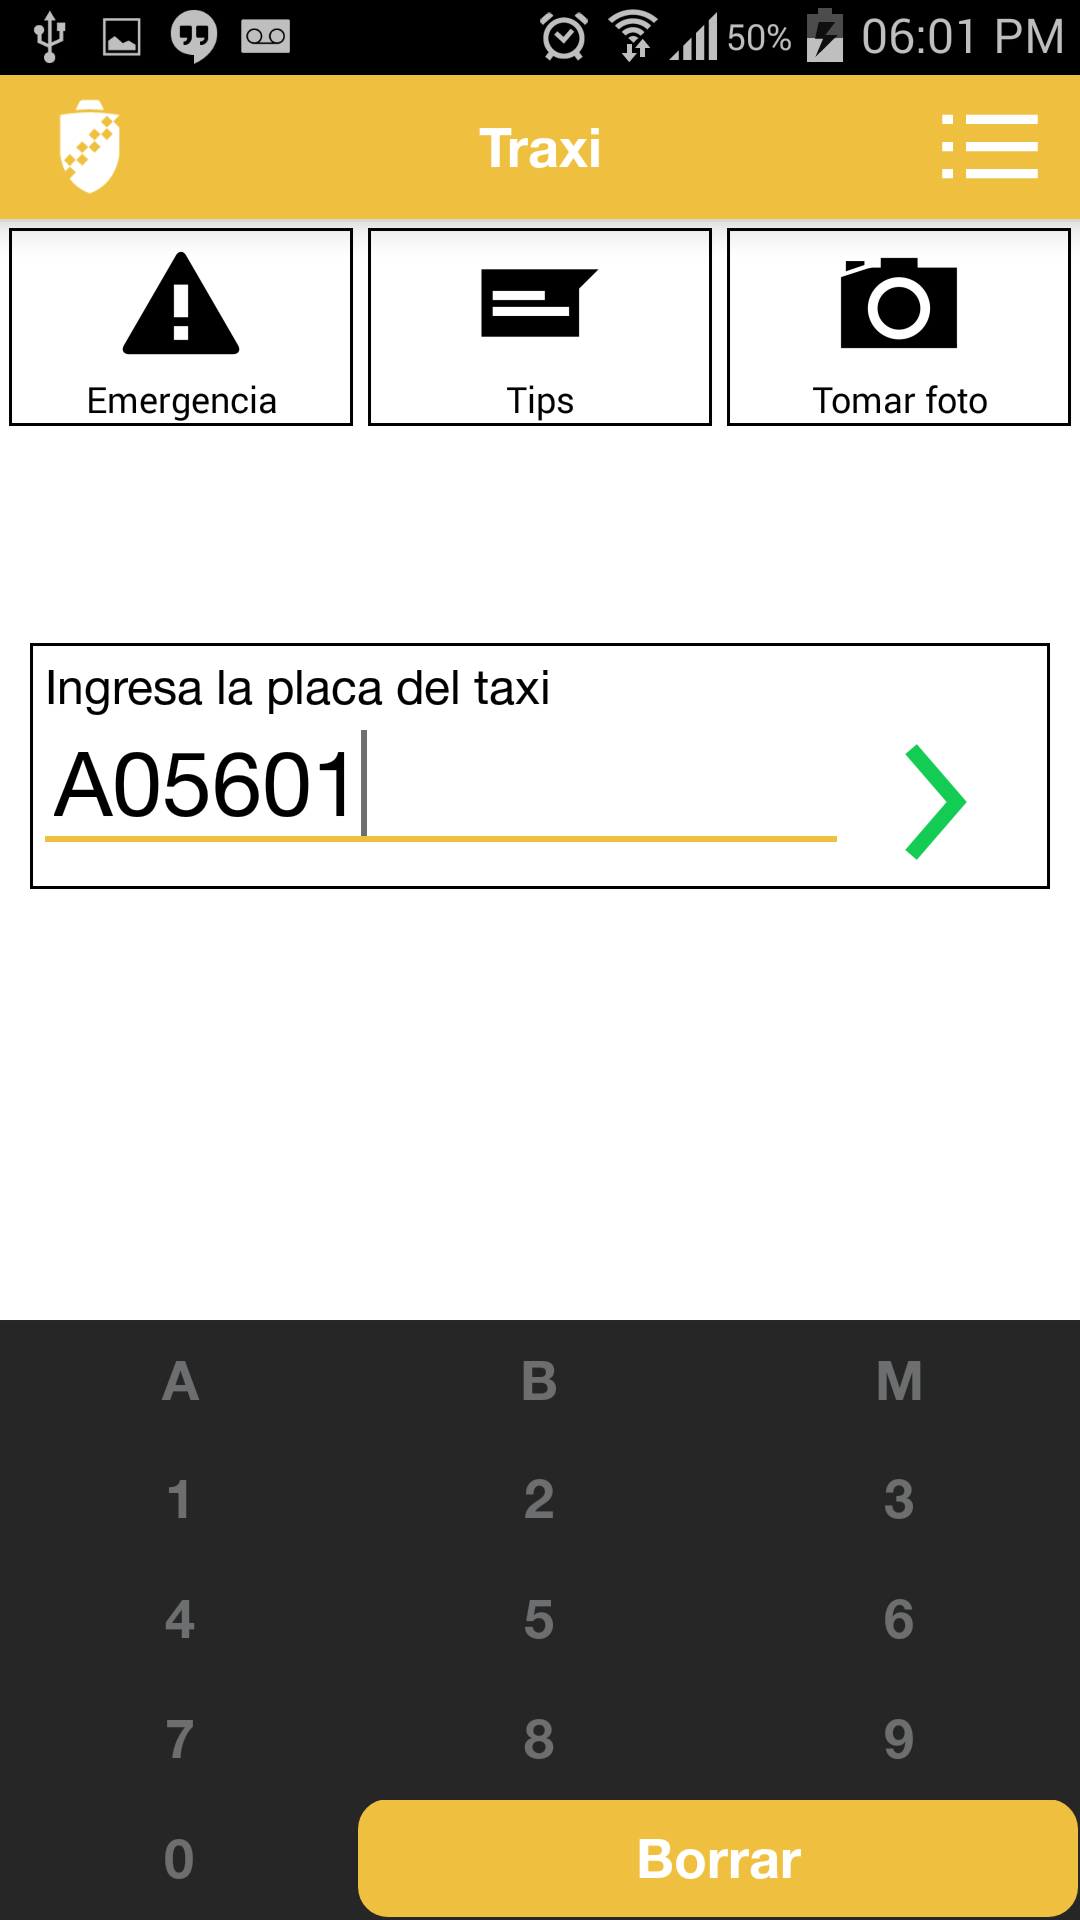 50% 06:01 PM
Traxi
Emergencia Tips Tomar foto
Ingresa la placa del taxi
A05601
A B M
1 2 3
4 5 6
7 8 9
0 Borrar